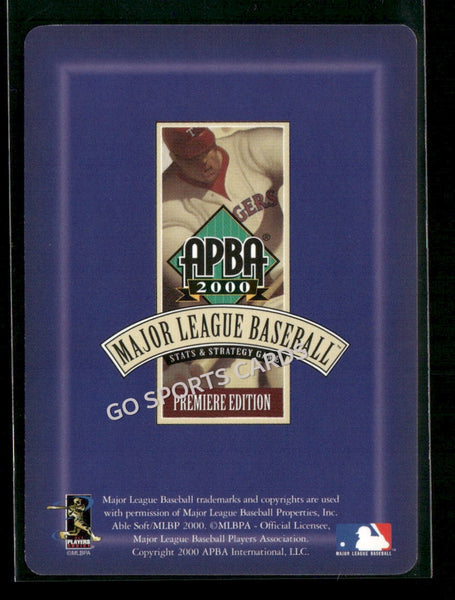 T
GERS
APBA®
2000
MAJOR LEAGUE BASEBALL™
STATS & STRATEGY GA
GO SPORTS CARDS
PREMIERE EDITION
Major League Baseball trademarks and copyrights are used
with permission of Major League Baseball Properties, Inc.
Able Soft/MLBP 2000. ©MLBPA - Official Licensee,
Major League Baseball Players Association.
Copyright 2000 APBA International, LLC.
PLAYERS
©MLBPA
MAJOR LEAGUE BASEBALL